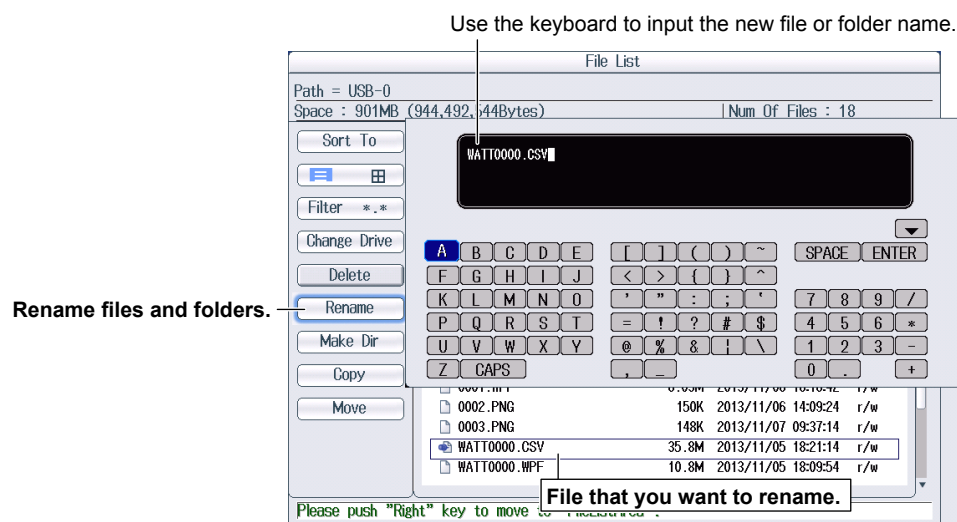 Use the keyboard to input the new file or folder name.
File List
Path = USB-0
Space : 901MB (944,492,544Bytes) Num Of Files : 18
Sort To
WATT0000.CSV
Filter *.*
Change Drive
Delete
Rename files and folders.
Rename
Make Dir
Copy
Move
A B C D E [ ] ( ) ~ SPACE ENTER
F G H I J < > { } ^
K L M N O ' " : ; ‘ 7 8 9 /
P Q R S T = ! ? # $ 4 5 6 *
U V W X Y @ % & ¦ \ 1 2 3 -
Z CAPS , _ 0 . +
0002.PNG 150K 2013/11/06 14:09:24 r/w
0003.PNG 148K 2013/11/07 09:37:14 r/w
WATT0000.CSV 35.8M 2013/11/05 18:21:14 r/w
WATT0000.WPF 10.8M 2013/11/05 18:09:54 r/w
File that you want to rename.
Please push "Right" key to move to